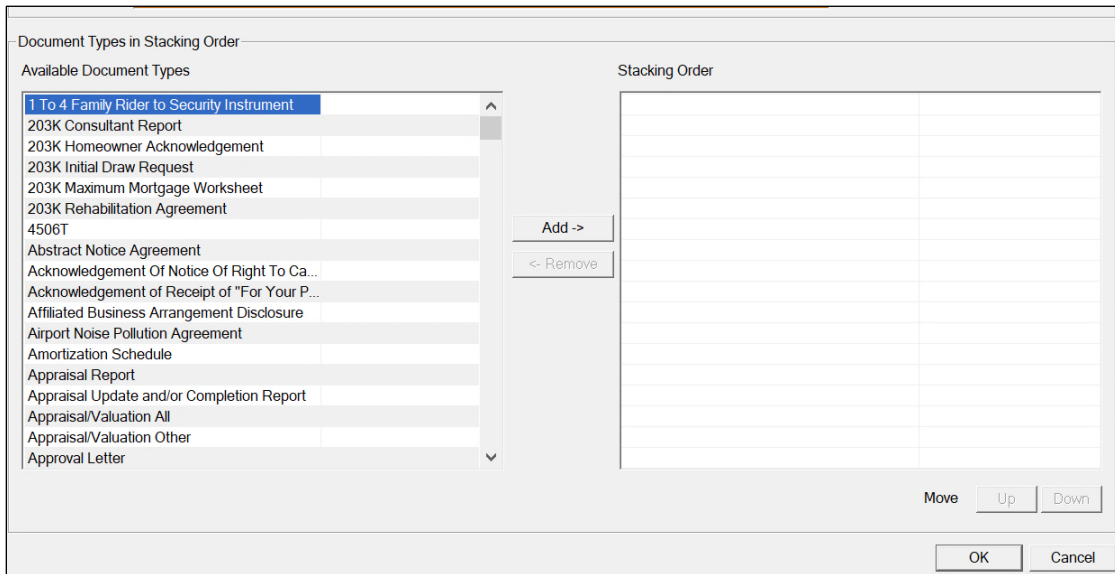 Document Types in Stacking Order
Available Document Types
Stacking Order
1 To 4 Family Rider to Security Instrument
203K Consultant Report
203K Homeowner Acknowledgement
203K Initial Draw Request
203K Maximum Mortgage Worksheet
203K Rehabilitation Agreement
4506T
Add ->
Abstract Notice Agreement
<- Remove
Acknowledgement Of Notice Of Right To Ca...
Acknowledgement of Receipt of "For Your P...
Affiliated Business Arrangement Disclosure
Airport Noise Pollution Agreement
Amortization Schedule
Appraisal Report
Appraisal Update and/or Completion Report
Appraisal/Valuation All
Appraisal/Valuation Other
Approval Letter
Move Up Down
OK Cancel